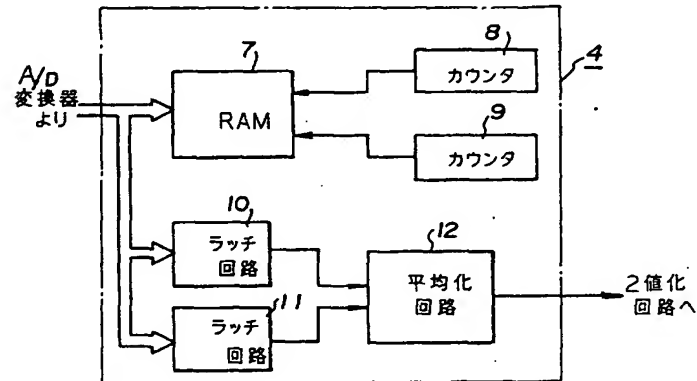 A/D
変換器
より
7
RAM
8
カウンタ
9
カウンタ
4
10
ラッチ
回路
11
ラッチ
回路
12
平均化
回路
2値化
回路へ